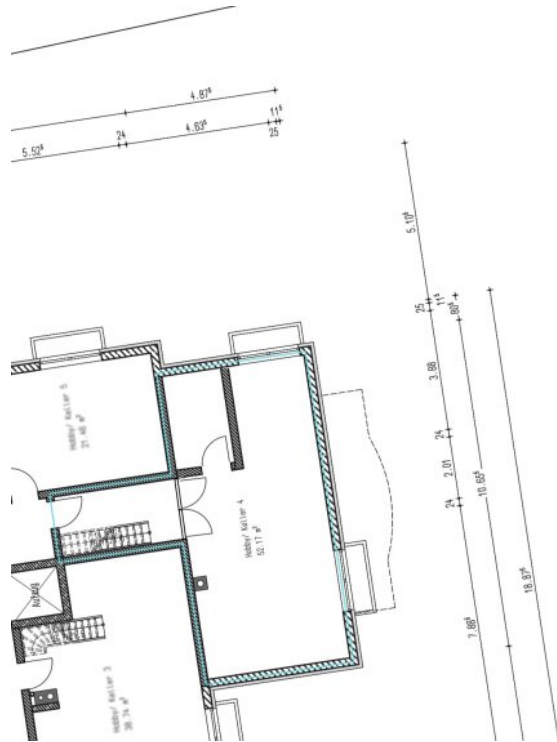 4.87⁵
11⁵
24
4.63⁵
25
5.52⁵
5.10⁵
11⁵
25
80⁵
3.88
24
2.01
24
10.65⁵
18.87⁵
7.88⁵
Hobby/ Keller 5
21.46 m²
Hobby/ Keller 4
52.17 m²
Aufzug
Hobby/ Keller 3
38.74 m²